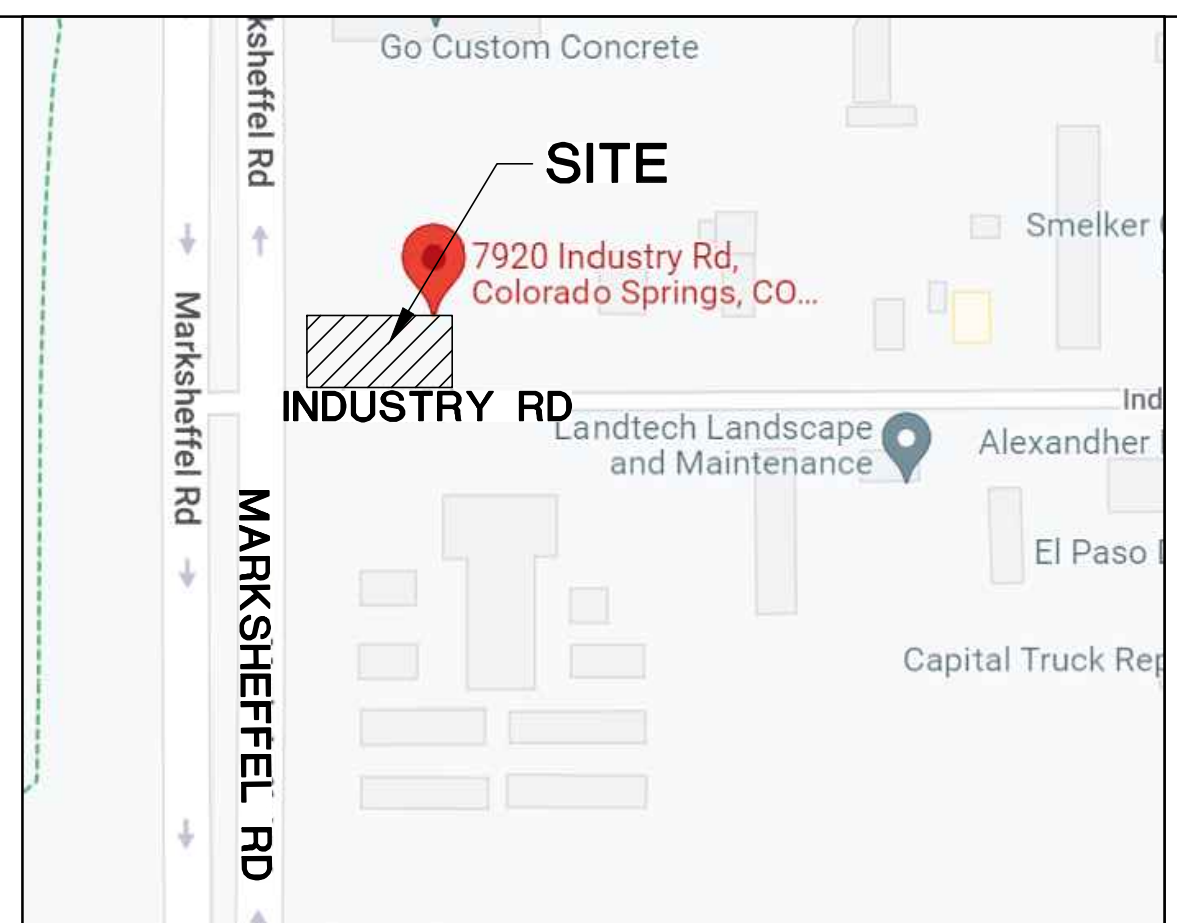 Go Custom Concrete
ksheffel Rd
SITE
Smelker
7920 Industry Rd,
Colorado Springs, CO...
Marksheffel Rd
INDUSTRY RD
Ind
Landtech Landscape
and Maintenance
Alexandher
MARKSHEFFEL RD
El Paso
Capital Truck Rep